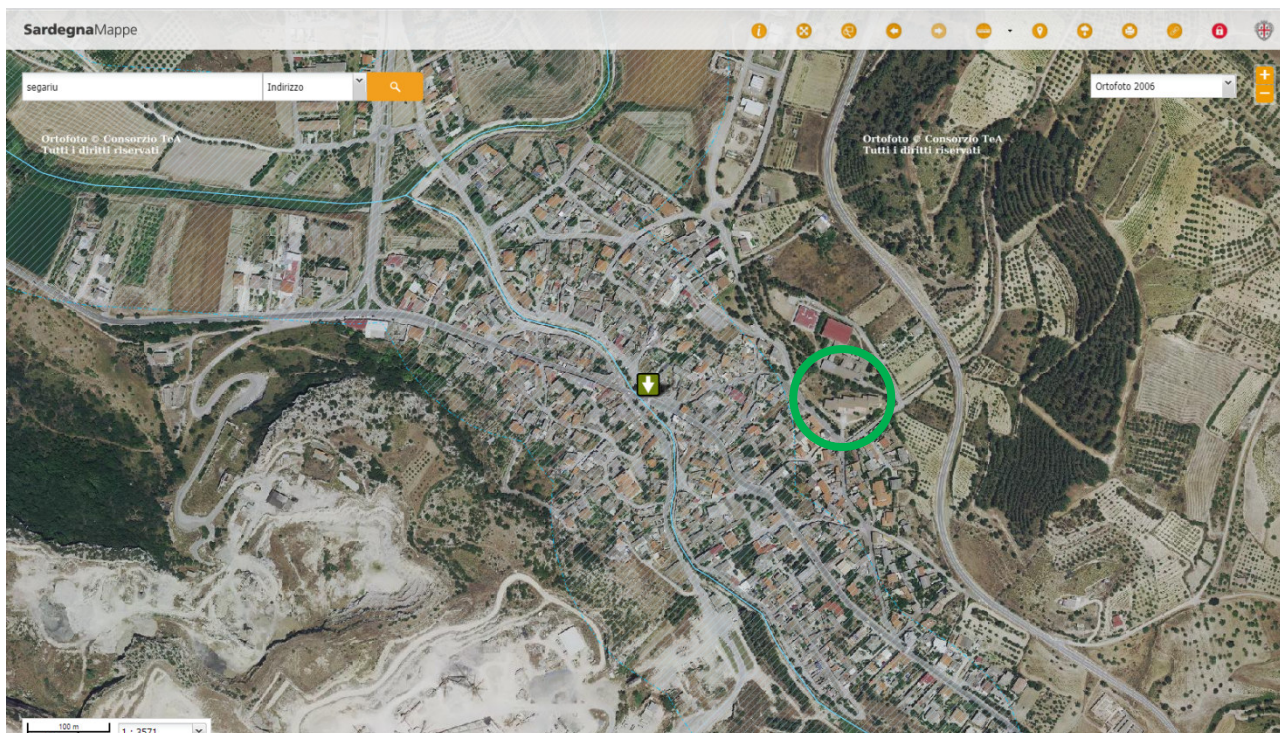 SardegnaMappe
segariu
Indirizzo
Ortofoto 2006
+
−
Ortofoto © Consorzio TeA
Tutti i diritti riservati
Ortofoto © Consorzio TeA
Tutti i diritti riservati
100 m
1 : 3571